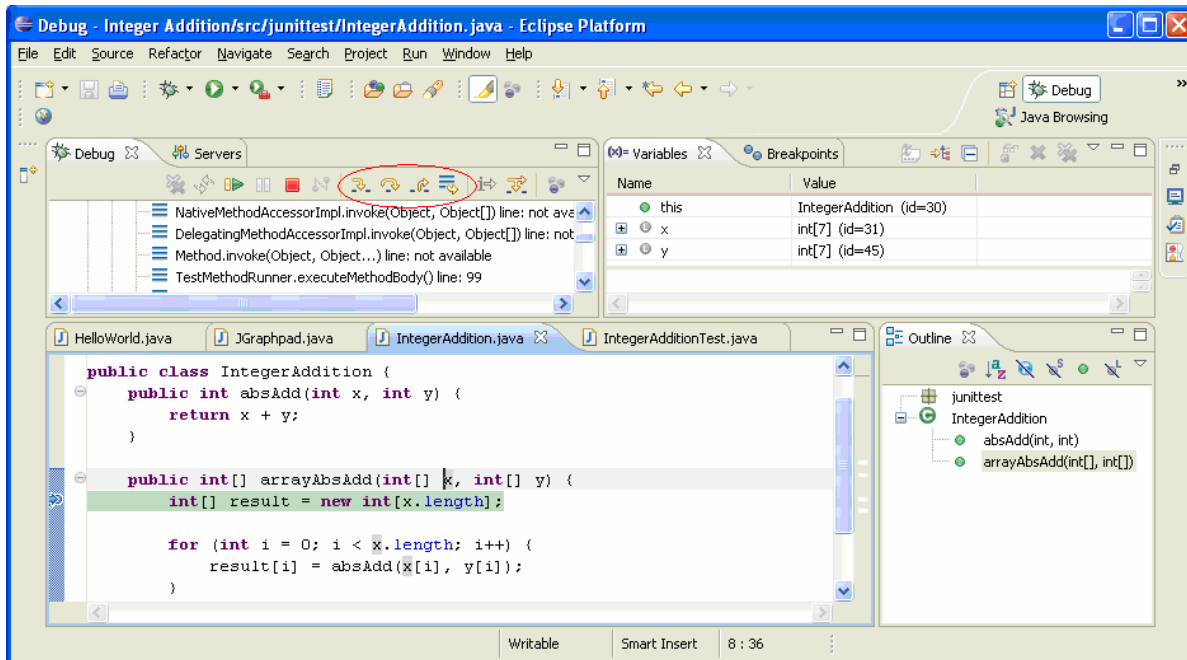 Debug - Integer Addition/src/junittest/IntegerAddition.java - Eclipse Platform
File Edit Source Refactor Navigate Search Project Run Window Help
Debug
Java Browsing
Debug Servers
NativeMethodAccessorImpl.invoke(Object, Object[]) line: not ava
DelegatingMethodAccessorImpl.invoke(Object, Object[]) line: not
Method.invoke(Object, Object...) line: not available
TestMethodRunner.executeMethodBody() line: 99
(x)= Variables Breakpoints
Name Value
this IntegerAddition (id=30)
x int[7] (id=31)
y int[7] (id=45)
HelloWorld.java JGraphpad.java IntegerAddition.java IntegerAdditionTest.java
public class IntegerAddition {
public int absAdd(int x, int y) {
return x + y;
}
public int[] arrayAbsAdd(int[] x, int[] y) {
int[] result = new int[x.length];
for (int i = 0; i < x.length; i++) {
result[i] = absAdd(x[i], y[i]);
}
Outline
junittest
IntegerAddition
absAdd(int, int)
arrayAbsAdd(int[], int[])
Writable Smart Insert 8 : 36